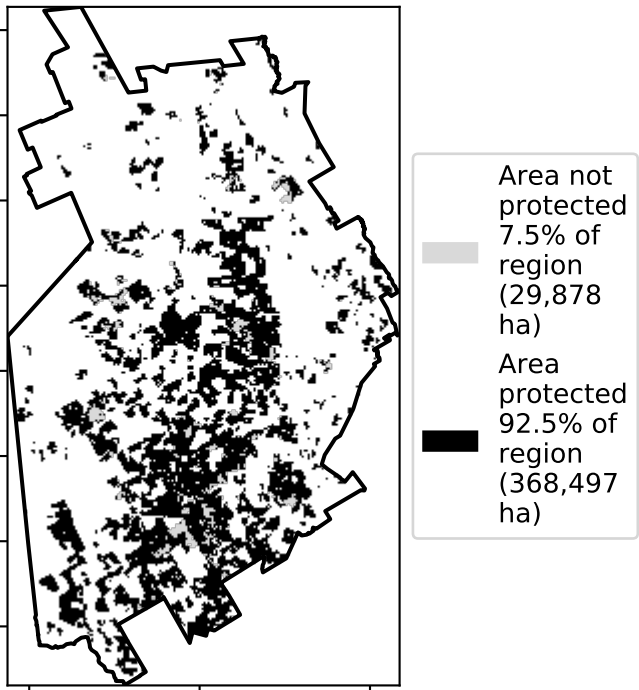 Area not
protected
7.5% of
region
(29,878
ha)
Area
protected
92.5% of
region
(368,497
ha)